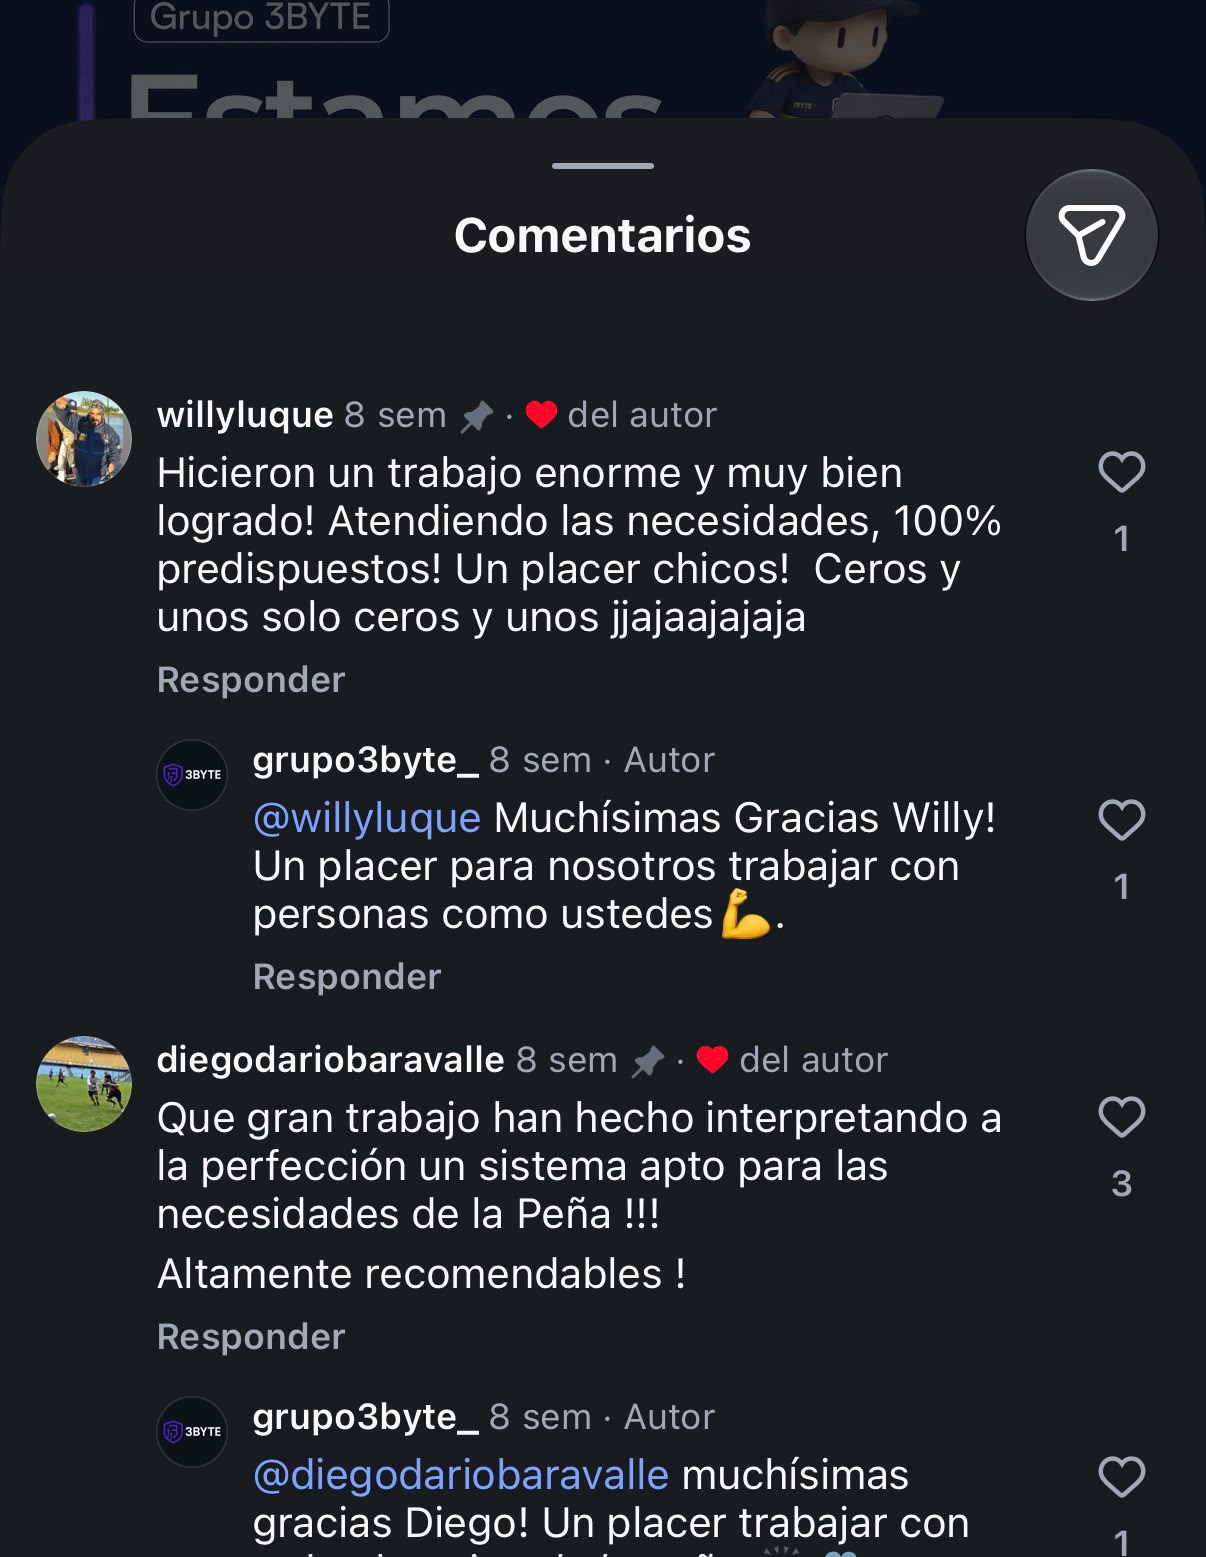 Grupo 3BYTE
Estamos
Comentarios
willyluque 8 sem 📌 · ❤️ del autor
Hicieron un trabajo enorme y muy bien
logrado! Atendiendo las necesidades, 100%
predispuestos! Un placer chicos!  Ceros y
unos solo ceros y unos jjajaajajaja
1
Responder
3BYTE
grupo3byte_ 8 sem · Autor
@willyluque Muchísimas Gracias Willy!
Un placer para nosotros trabajar con
personas como ustedes💪.
1
Responder
diegodariobaravalle 8 sem 📌 · ❤️ del autor
Que gran trabajo han hecho interpretando a
la perfección un sistema apto para las
necesidades de la Peña !!!
Altamente recomendables !
3
Responder
3BYTE
grupo3byte_ 8 sem · Autor
@diegodariobaravalle muchísimas
gracias Diego! Un placer trabajar con
1